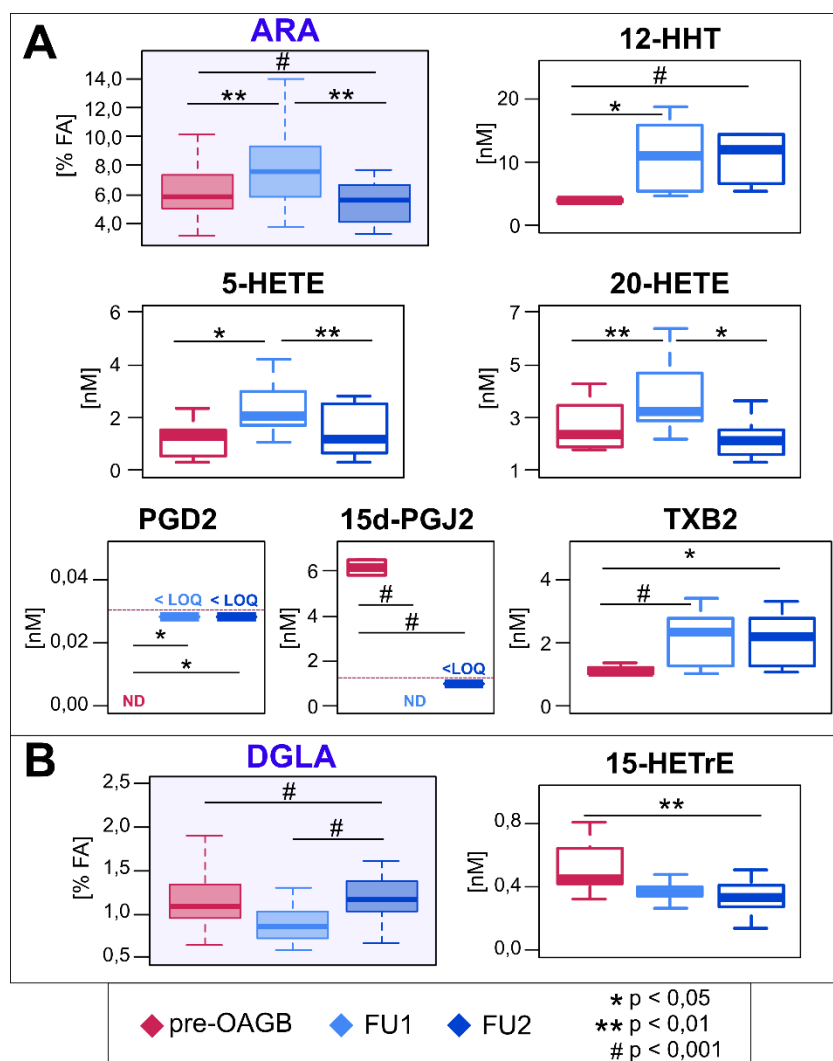 A
ARA
12-HHT
[% FA]
14,0
12,0
10,0
8,0
6,0
4,0
#
** **
[nM]
20
10
0
#
*
5-HETE
20-HETE
[nM]
6
4
2
0
* **
[nM]
7
5
3
1
** *
PGD2
15d-PGJ2
TXB2
[nM]
0,04
0,02
0,00
< LOQ < LOQ
*
*
ND
[nM]
6
4
2
0
#
#
<LOQ
ND
[nM]
4
2
0
*
#
B
DGLA
15-HETrE
[% FA]
2,5
2,0
1,5
1,0
0,5
#
#
[nM]
0,8
0,4
0,0
**
pre-OAGB FU1 FU2
* p < 0,05
** p < 0,01
# p < 0,001